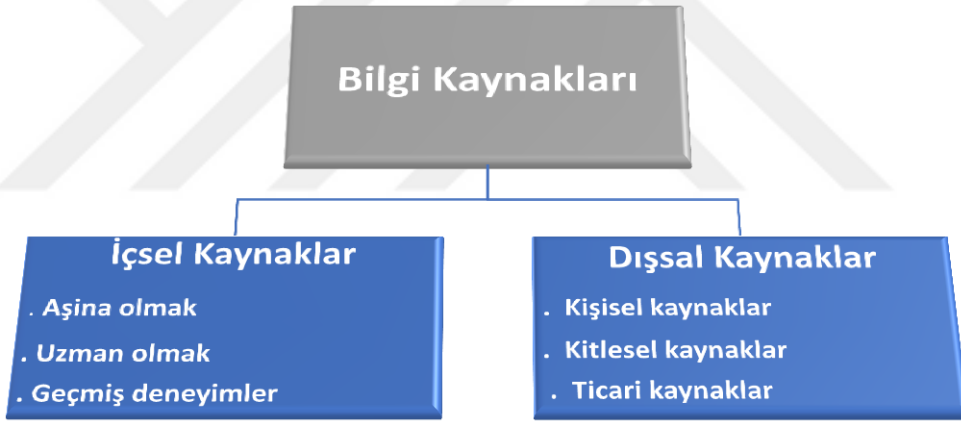 Bilgi Kaynakları
İçsel Kaynaklar
. Aşina olmak
. Uzman olmak
. Geçmiş deneyimler
Dışsal Kaynaklar
. Kişisel kaynaklar
. Kitlesel kaynaklar
. Ticari kaynaklar